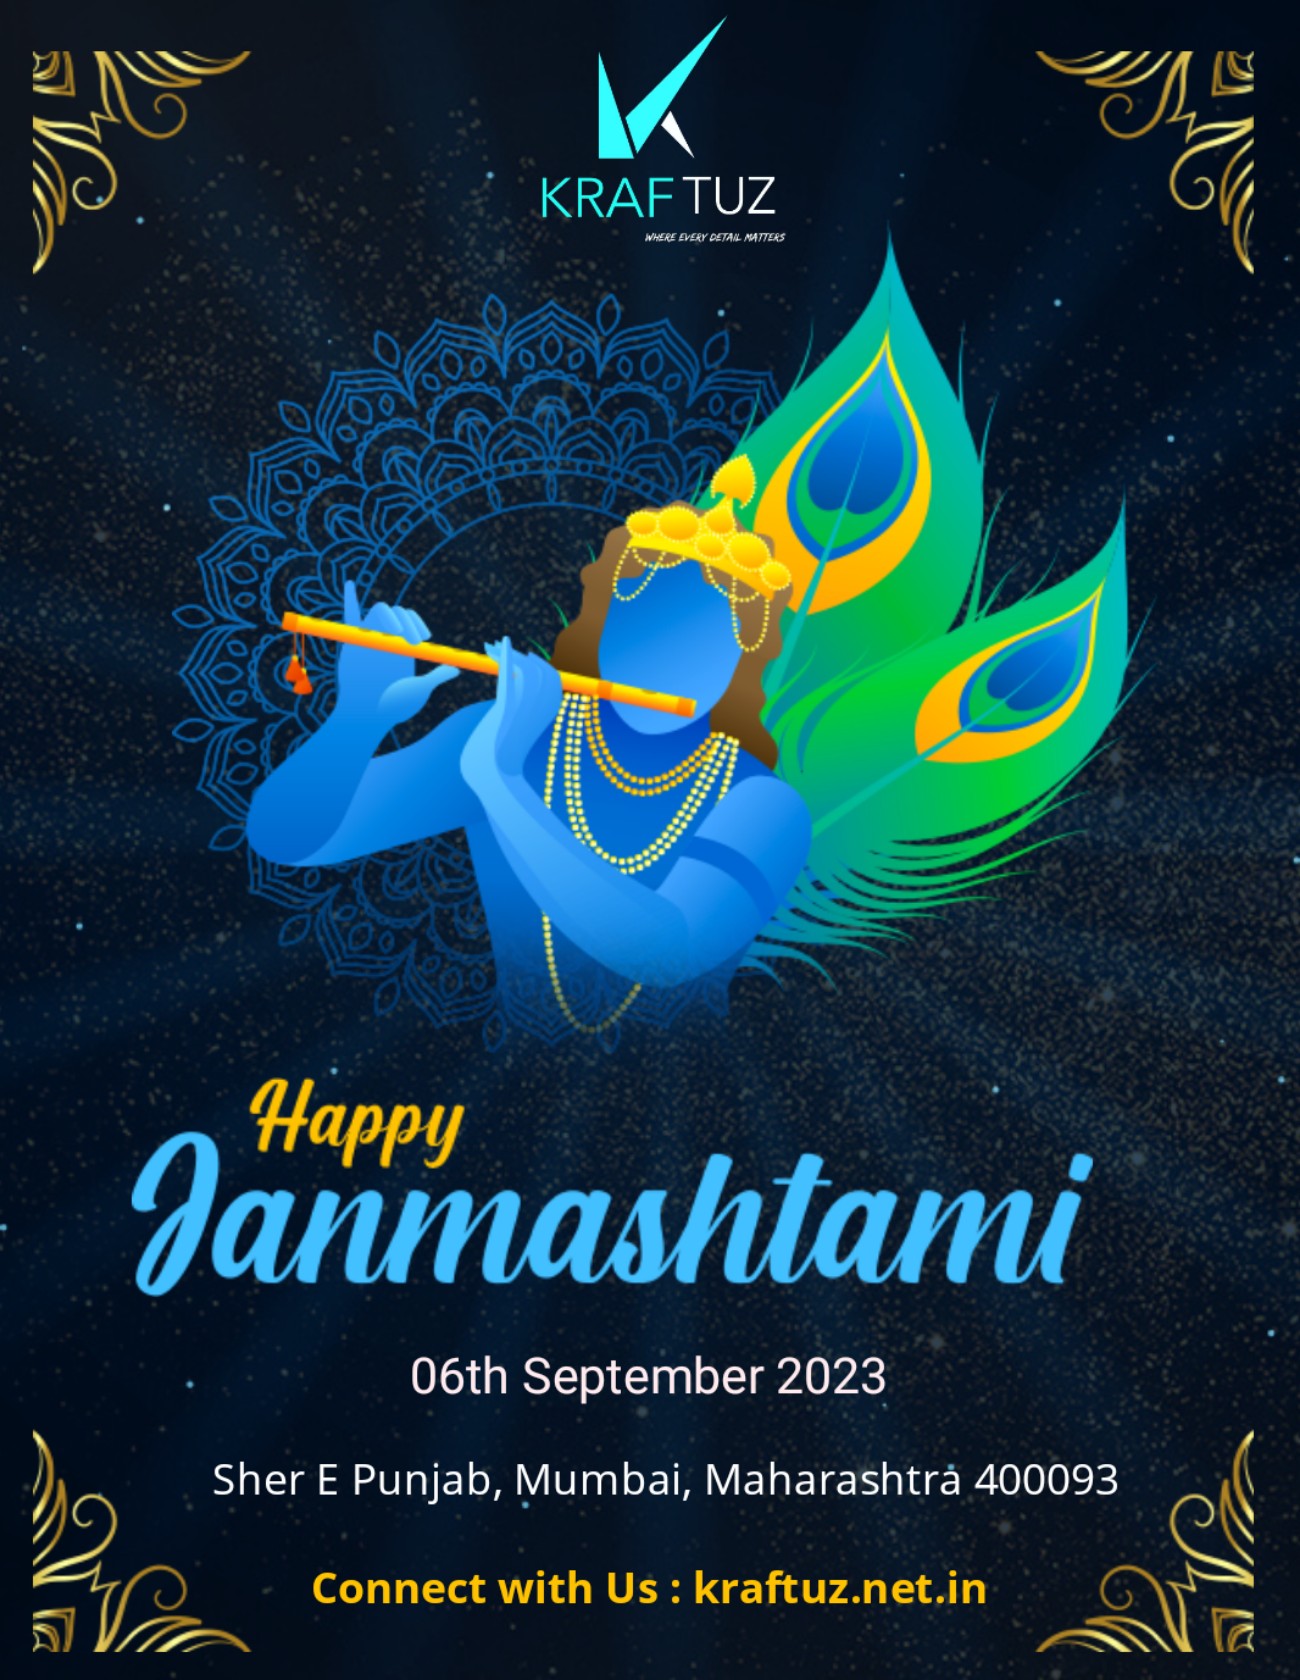 KRAFTUZ
WHERE EVERY DETAIL MATTERS
Happy
Janmashtami
06th September 2023
Sher E Punjab, Mumbai, Maharashtra 400093
Connect with Us : kraftuz.net.in